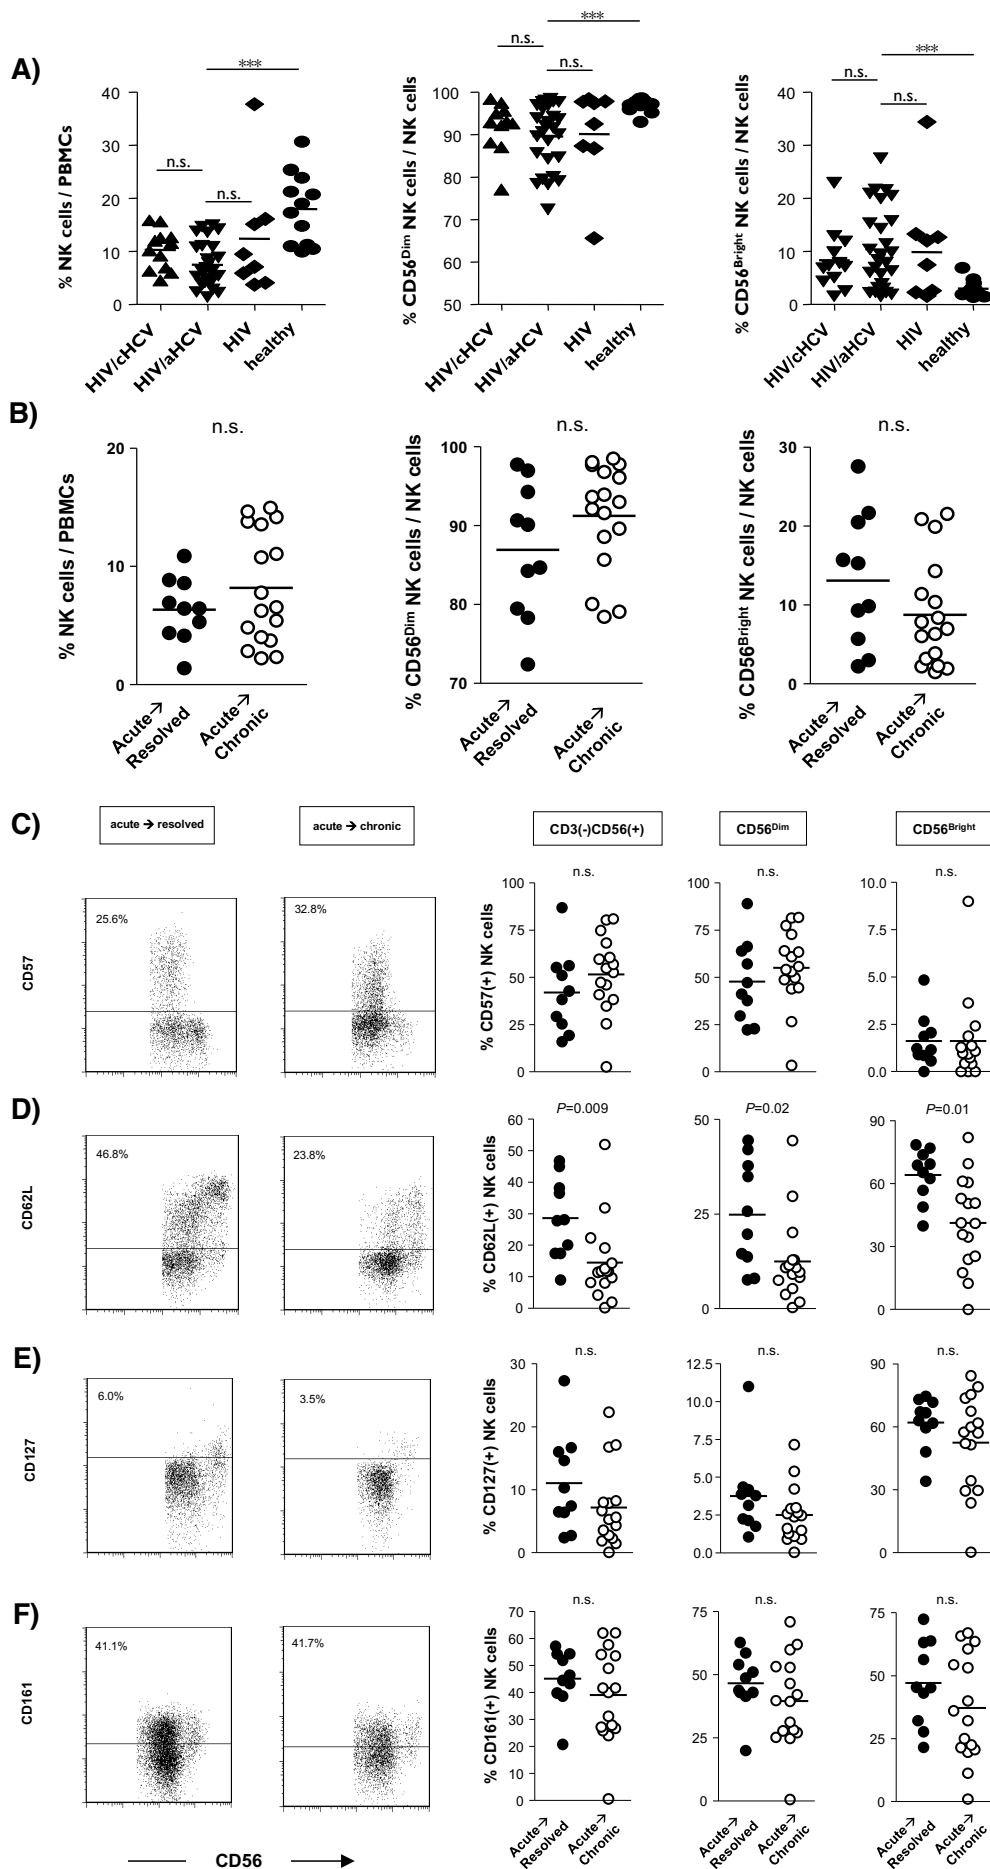 A)
n.s.
n.s.
***
% NK cells / PBMCs
40
30
20
10
0
HIV/cHCV
HIV/aHCV
HIV
healthy
n.s.
n.s.
***
% CD56Dim NK cells / NK cells
100
90
80
70
60
50
HIV/cHCV
HIV/aHCV
HIV
healthy
n.s.
n.s.
***
% CD56Bright NK cells / NK cells
40
30
20
10
0
HIV/cHCV
HIV/aHCV
HIV
healthy
B)
n.s.
% NK cells / PBMCs
20
10
0
Acute→
Resolved
Acute→
Chronic
n.s.
% CD56Dim NK cells / NK cells
100
90
80
70
Acute→
Resolved
Acute→
Chronic
n.s.
% CD56Bright NK cells / NK cells
30
20
10
0
Acute→
Resolved
Acute→
Chronic
C)
acute → resolved
acute → chronic
CD3(-)CD56(+)
CD56Dim
CD56Bright
CD57
25.6%
32.8%
% CD57(+) NK cells
n.s.
100
75
50
25
0
n.s.
100
75
50
25
0
n.s.
10.0
7.5
5.0
2.5
0.0
D)
CD62L
46.8%
23.8%
% CD62L(+) NK cells
P=0.009
60
50
40
30
20
10
0
P=0.02
50
25
0
P=0.01
90
60
30
0
E)
CD127
6.0%
3.5%
% CD127(+) NK cells
n.s.
30
20
10
0
n.s.
12.5
10.0
7.5
5.0
2.5
0.0
n.s.
90
60
30
0
F)
CD161
41.1%
41.7%
% CD161(+) NK cells
n.s.
70
60
50
40
30
20
10
0
n.s.
75
50
25
0
n.s.
75
50
25
0
Acute→
Resolved
Acute→
Chronic
Acute→
Resolved
Acute→
Chronic
Acute→
Resolved
Acute→
Chronic
CD56